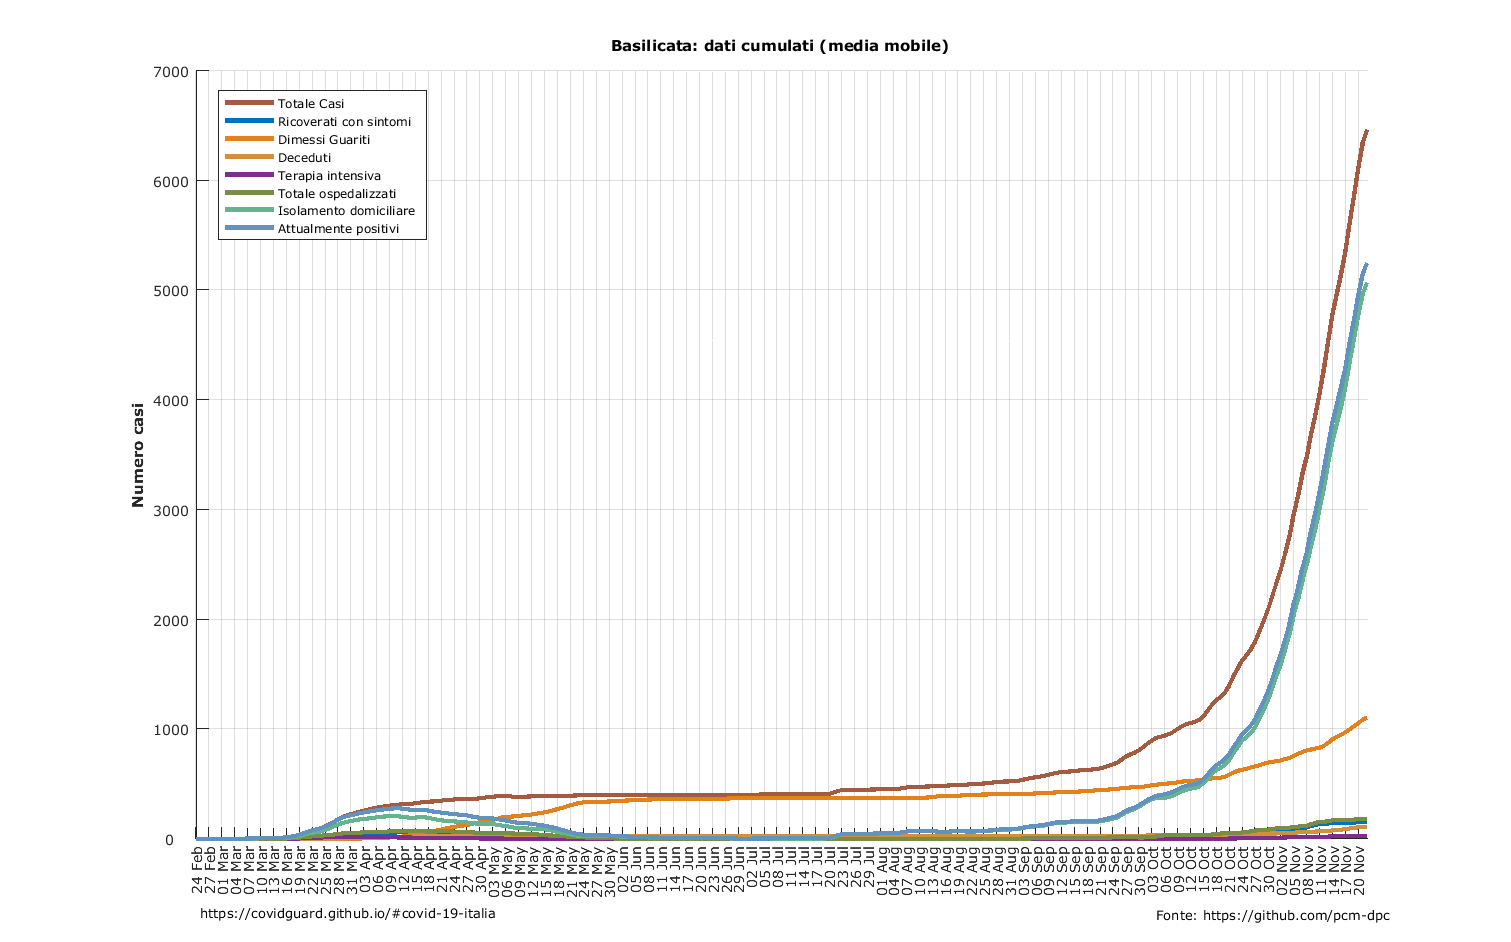 Basilicata: dati cumulati (media mobile)
7000
6000
5000
4000
3000
2000
1000
0
Numero casi
Totale Casi
Ricoverati con sintomi
Dimessi Guariti
Deceduti
Terapia intensiva
Totale ospedalizzati
Isolamento domiciliare
Attualmente positivi
24 Feb
27 Feb
01 Mar
04 Mar
07 Mar
10 Mar
13 Mar
16 Mar
19 Mar
22 Mar
25 Mar
28 Mar
31 Mar
03 Apr
06 Apr
09 Apr
12 Apr
15 Apr
18 Apr
21 Apr
24 Apr
27 Apr
30 Apr
03 May
06 May
09 May
12 May
15 May
18 May
21 May
24 May
27 May
30 May
02 Jun
05 Jun
08 Jun
11 Jun
14 Jun
17 Jun
20 Jun
23 Jun
26 Jun
29 Jun
02 Jul
05 Jul
08 Jul
11 Jul
14 Jul
17 Jul
20 Jul
23 Jul
26 Jul
29 Jul
01 Aug
04 Aug
07 Aug
10 Aug
13 Aug
16 Aug
19 Aug
22 Aug
25 Aug
28 Aug
31 Aug
03 Sep
06 Sep
09 Sep
12 Sep
15 Sep
18 Sep
21 Sep
24 Sep
27 Sep
30 Sep
03 Oct
06 Oct
09 Oct
12 Oct
15 Oct
18 Oct
21 Oct
24 Oct
27 Oct
30 Oct
02 Nov
05 Nov
08 Nov
11 Nov
14 Nov
17 Nov
20 Nov
https://covidguard.github.io/#covid-19-italia
Fonte: https://github.com/pcm-dpc